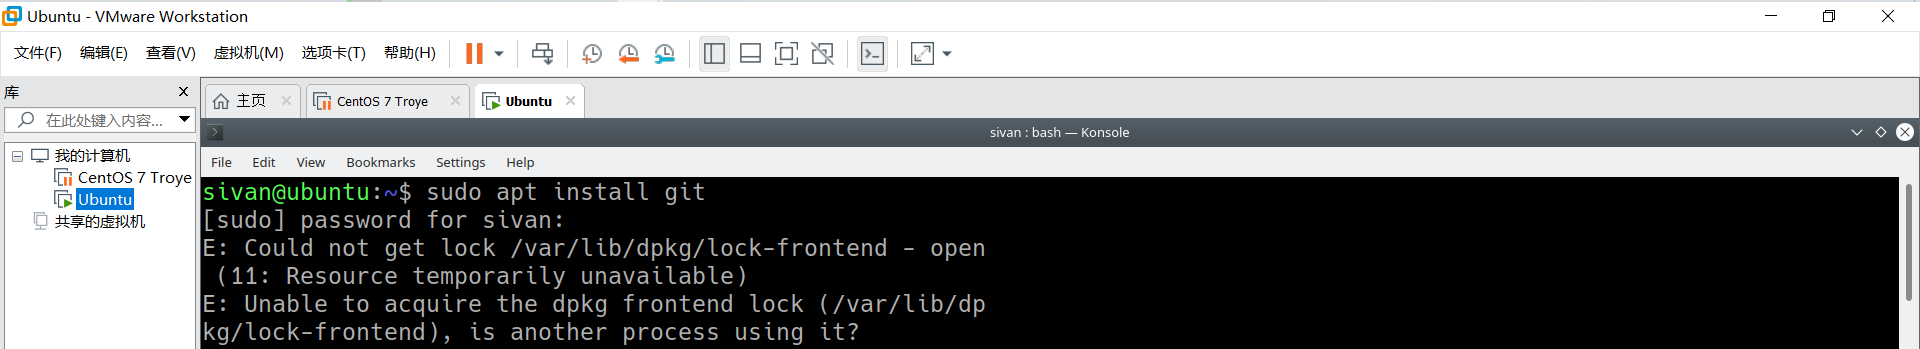 Ubuntu - VMware Workstation
文件(F) 编辑(E) 查看(V) 虚拟机(M) 选项卡(T) 帮助(H)
库
在此处键入内容...
我的计算机
CentOS 7 Troye
Ubuntu
共享的虚拟机
主页 CentOS 7 Troye Ubuntu
sivan : bash — Konsole
File Edit View Bookmarks Settings Help
sivan@ubuntu:~$ sudo apt install git
[sudo] password for sivan:
E: Could not get lock /var/lib/dpkg/lock-frontend - open
(11: Resource temporarily unavailable)
E: Unable to acquire the dpkg frontend lock (/var/lib/dp
kg/lock-frontend), is another process using it?